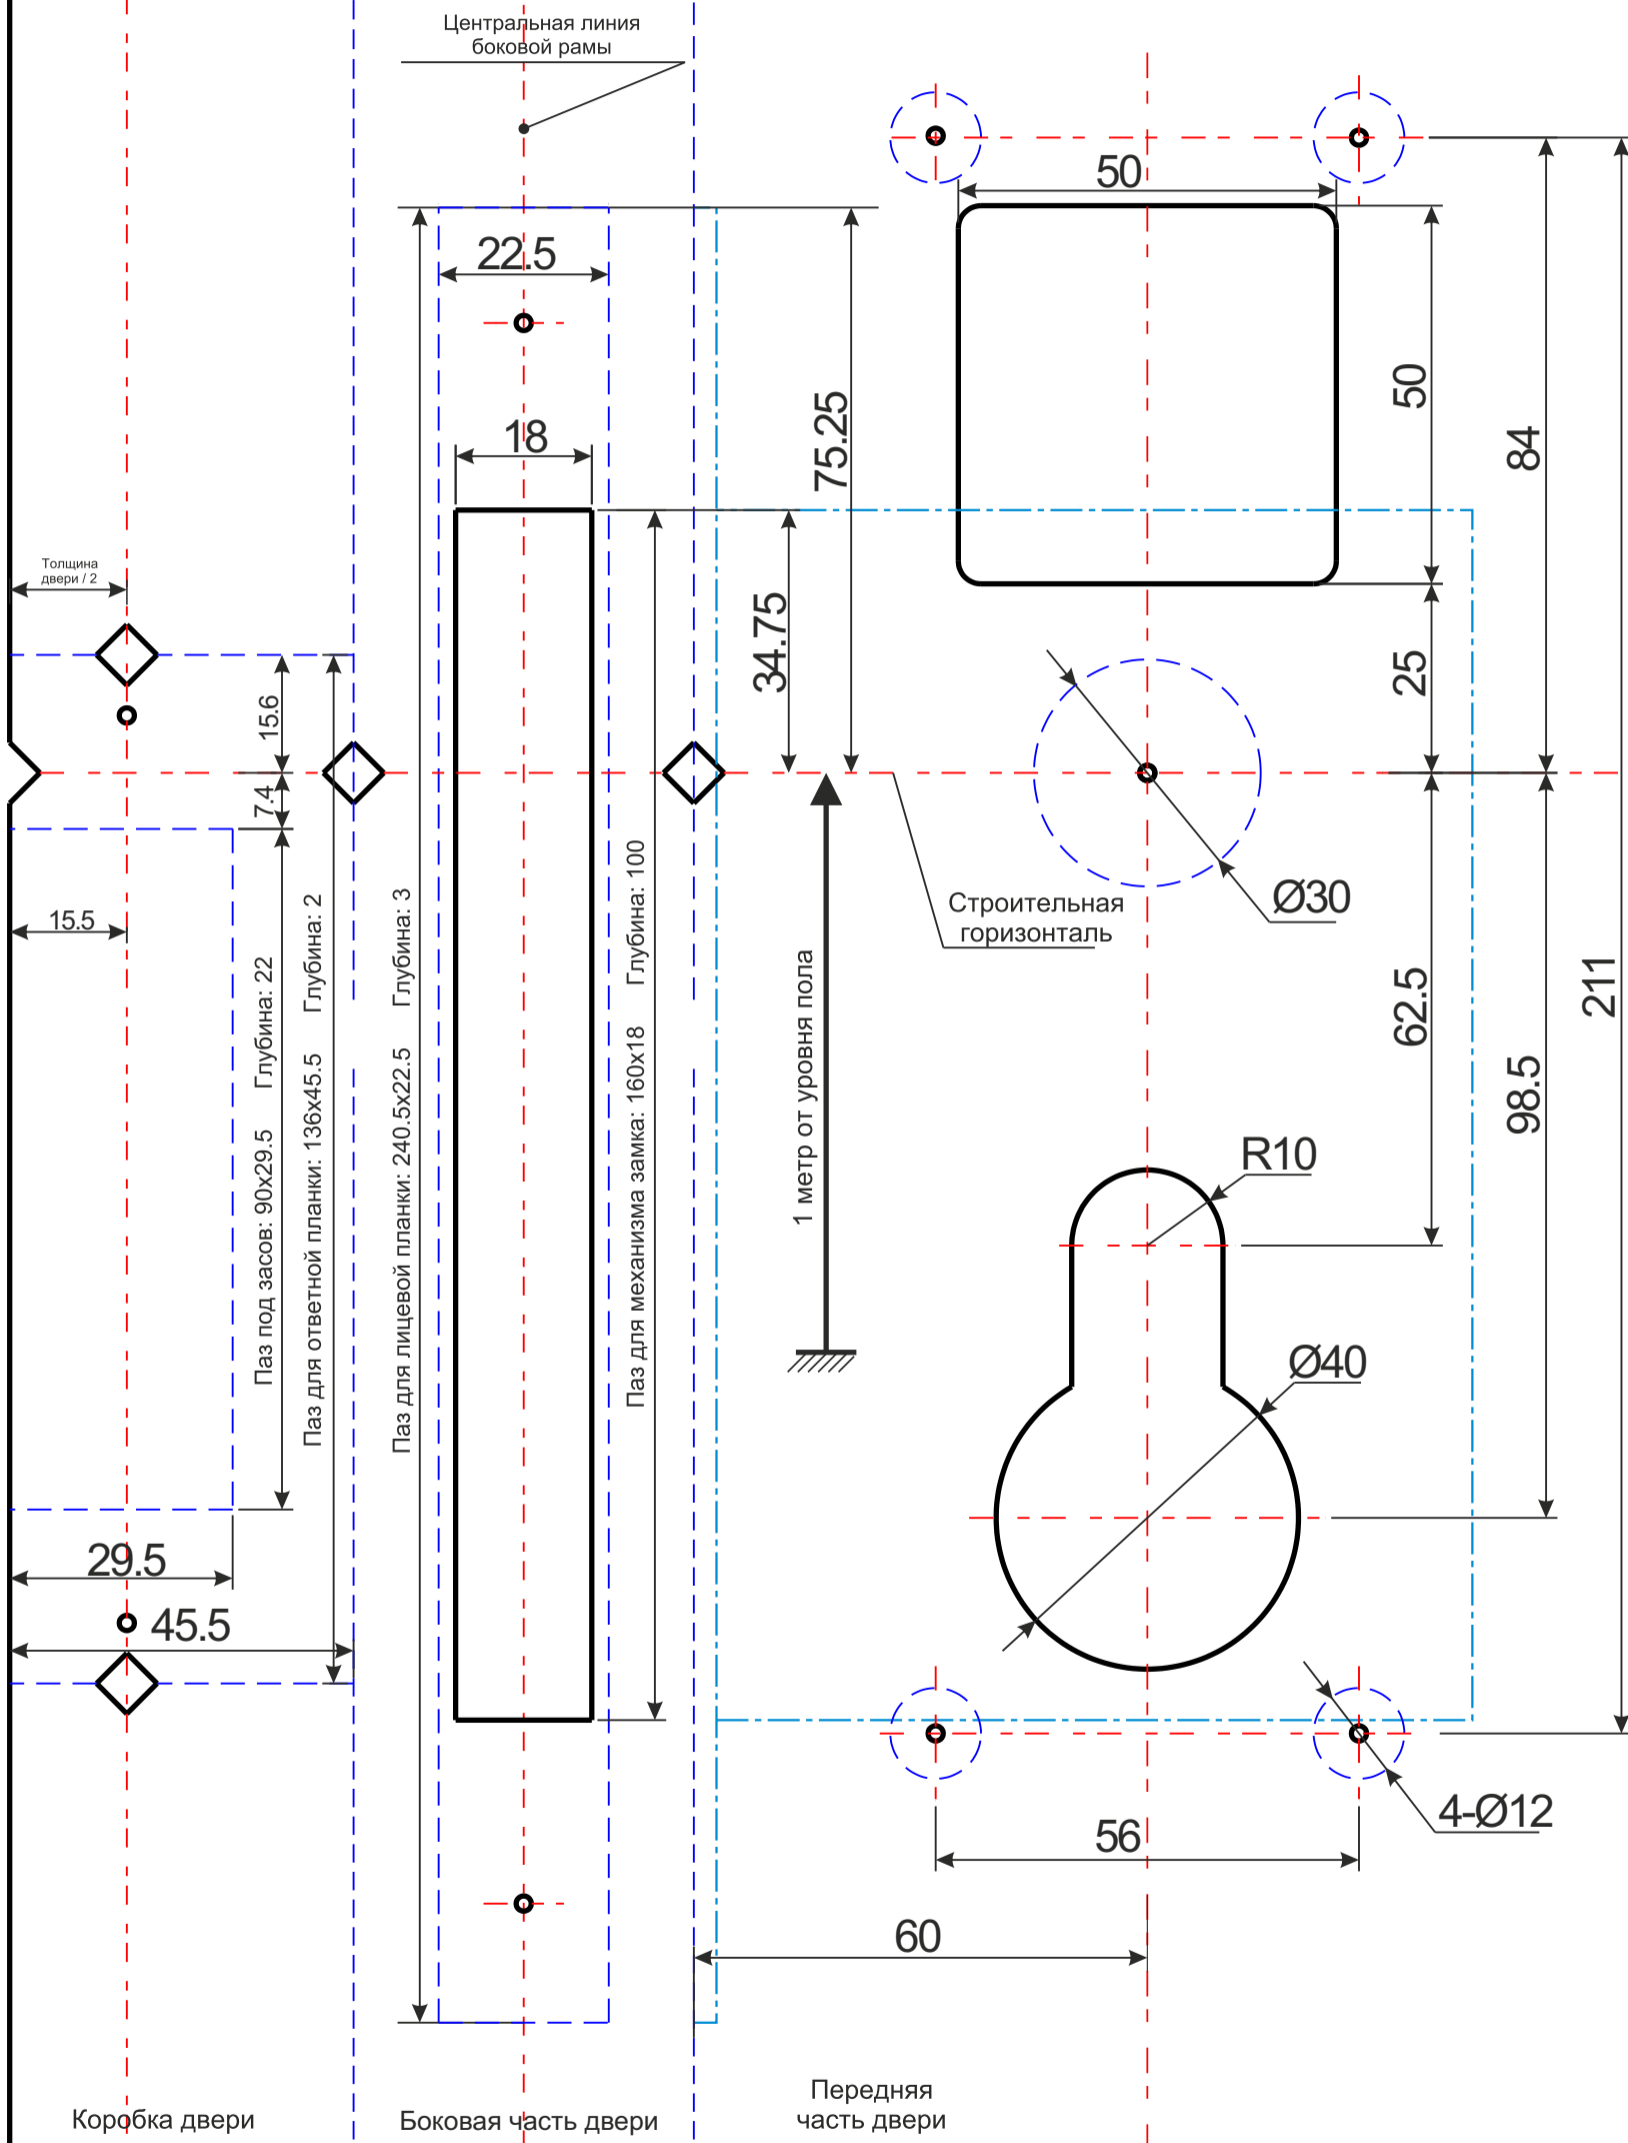 Центральная линия
боковой рамы
50
22.5
18
75.25
50
84
Толщина
двери / 2
34.75
25
15.6
7.4
15.5
Паз под засов: 90x29.5 Глубина: 22
Паз для ответной планки: 136x45.5 Глубина: 2
Паз для лицевой планки: 240.5x22.5 Глубина: 3
Паз для механизма замка: 160x18 Глубина: 100
1 метр от уровня пола
Строительная
горизонталь
Ø30
62.5
211
98.5
R10
Ø40
29.5
45.5
4-Ø12
56
60
Коробка двери
Боковая часть двери
Передняя
часть двери